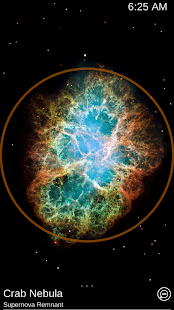 6:25 AM
Crab Nebula
Supernova Remnant